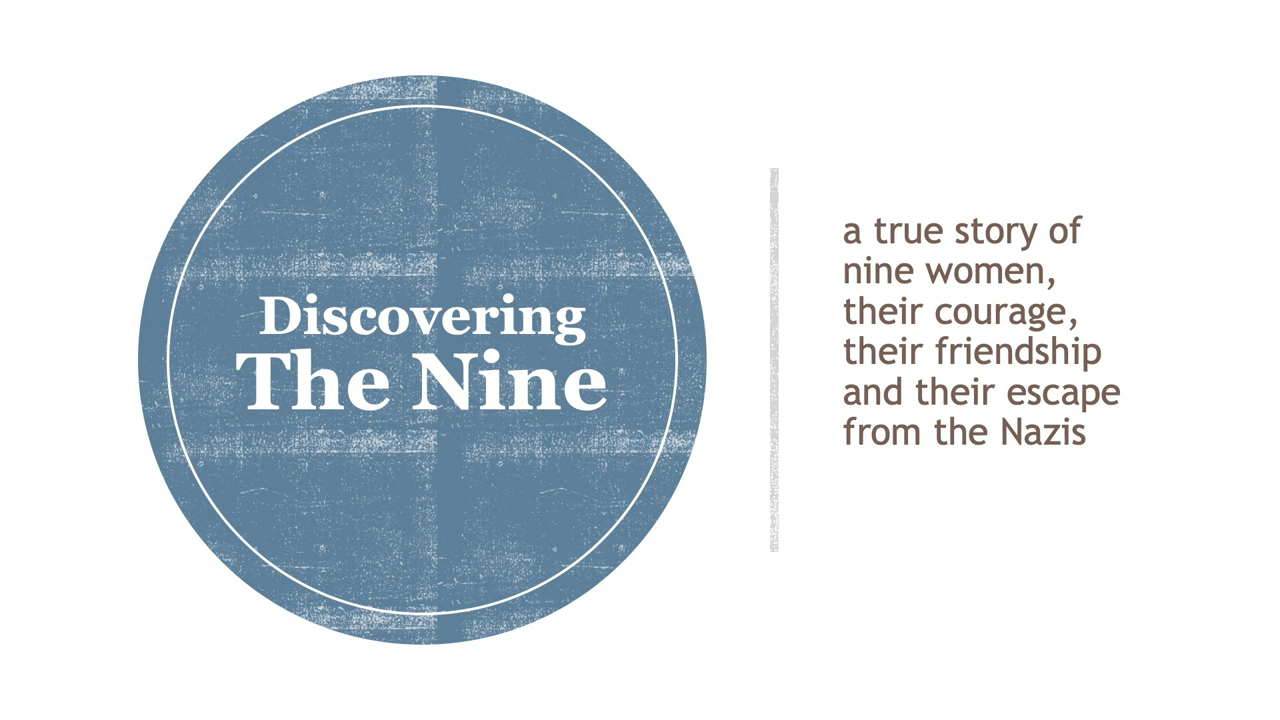 Discovering
The Nine
a true story of
nine women,
their courage,
their friendship
and their escape
from the Nazis